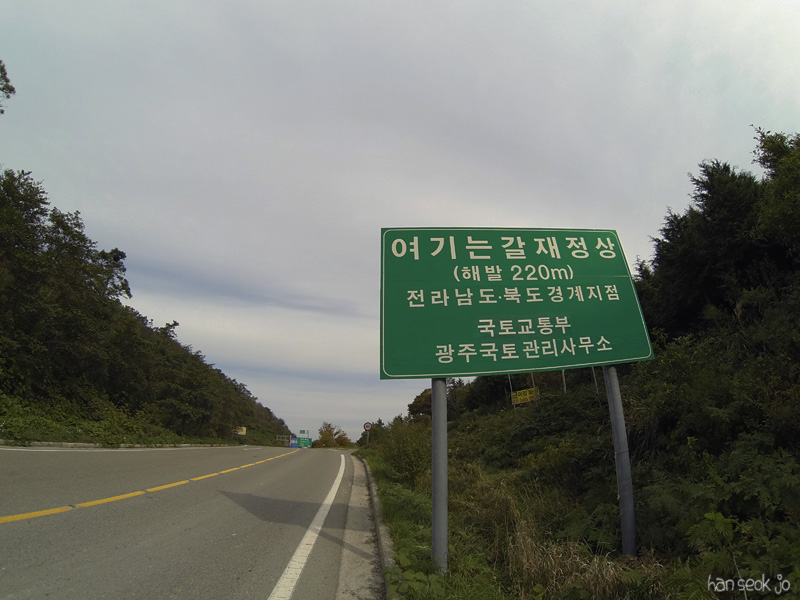 여기는갈재정상
(해발 220m)
전라남도·북도경계지점
국토교통부
광주국토관리사무소
han seok jo